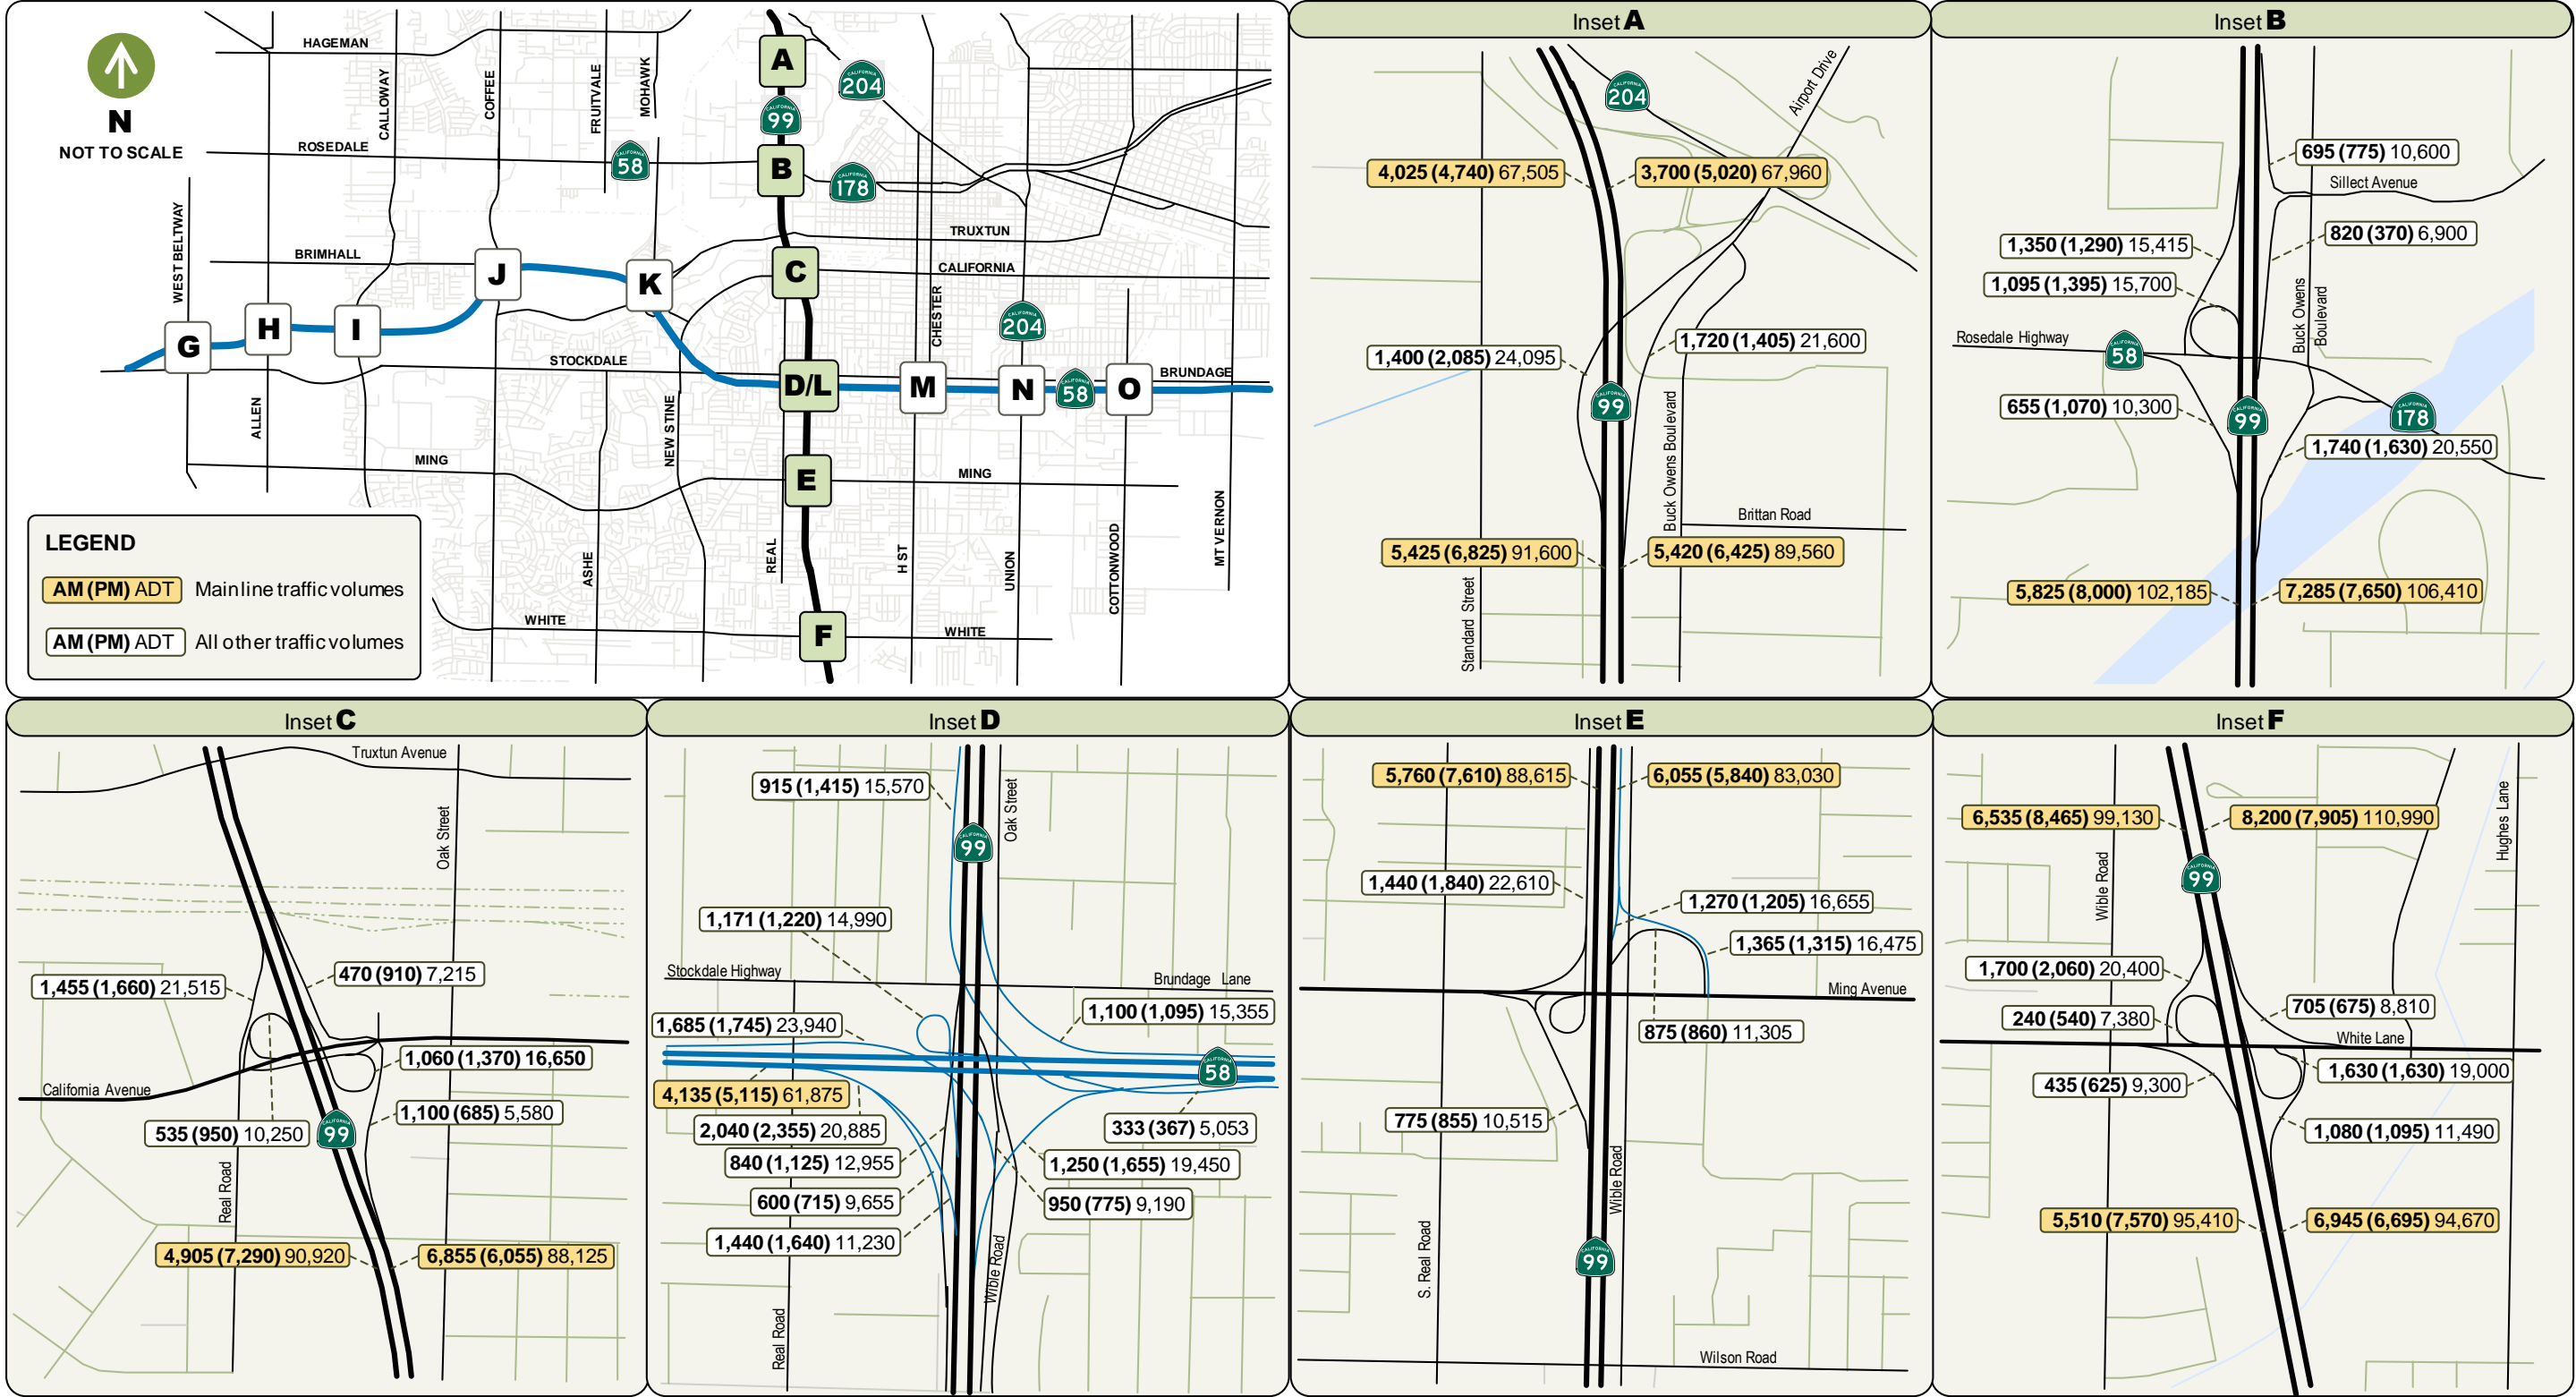 N
NOT TO SCALE
HAGEMAN
CALLOWAY
COFFEE
FRUITVALE
MOHAWK
ROSEDALE
CALIFORNIA
58
A
CALIFORNIA
99
B
CALIFORNIA
204
CALIFORNIA
178
WEST BELTWAY
BRIMHALL
TRUXTUN
CALIFORNIA
CHESTER
C
J
K
G
H
I
STOCKDALE
D/L
M
N
O
CALIFORNIA
204
CALIFORNIA
58
BRUNDAGE
ALLEN
NEW STINE
MING
MING
E
ASHE
REAL
H ST
UNION
COTTONWOOD
MT VERNON
WHITE
WHITE
F
LEGEND
AM (PM) ADT Mainline traffic volumes
AM (PM) ADT All other traffic volumes
Inset A
CALIFORNIA
204
Airport Drive
4,025 (4,740) 67,505
3,700 (5,020) 67,960
1,400 (2,085) 24,095
1,720 (1,405) 21,600
CALIFORNIA
99
Buck Owens Boulevard
Brittan Road
5,425 (6,825) 91,600
5,420 (6,425) 89,560
Standard Street
Inset B
695 (775) 10,600
Sillect Avenue
820 (370) 6,900
1,350 (1,290) 15,415
1,095 (1,395) 15,700
Buck Owens
Boulevard
Rosedale Highway
CALIFORNIA
58
655 (1,070) 10,300
CALIFORNIA
99
CALIFORNIA
178
1,740 (1,630) 20,550
5,825 (8,000) 102,185
7,285 (7,650) 106,410
Inset C
Truxtun Avenue
Oak Street
470 (910) 7,215
1,455 (1,660) 21,515
1,060 (1,370) 16,650
California Avenue
1,100 (685) 5,580
535 (950) 10,250
CALIFORNIA
99
Real Road
4,905 (7,290) 90,920
6,855 (6,055) 88,125
Inset D
915 (1,415) 15,570
Oak Street
CALIFORNIA
99
1,171 (1,220) 14,990
Stockdale Highway
Brundage Lane
1,100 (1,095) 15,355
1,685 (1,745) 23,940
CALIFORNIA
58
4,135 (5,115) 61,875
2,040 (2,355) 20,885
333 (367) 5,053
840 (1,125) 12,955
1,250 (1,655) 19,450
600 (715) 9,655
950 (775) 9,190
1,440 (1,640) 11,230
Wible Road
Real Road
Inset E
5,760 (7,610) 88,615
6,055 (5,840) 83,030
1,440 (1,840) 22,610
1,270 (1,205) 16,655
1,365 (1,315) 16,475
Ming Avenue
875 (860) 11,305
775 (855) 10,515
Wible Road
S. Real Road
CALIFORNIA
99
Wilson Road
Inset F
6,535 (8,465) 99,130
8,200 (7,905) 110,990
Hughes Lane
Wible Road
CALIFORNIA
99
1,700 (2,060) 20,400
705 (675) 8,810
240 (540) 7,380
White Lane
435 (625) 9,300
1,630 (1,630) 19,000
1,080 (1,095) 11,490
5,510 (7,570) 95,410
6,945 (6,695) 94,670